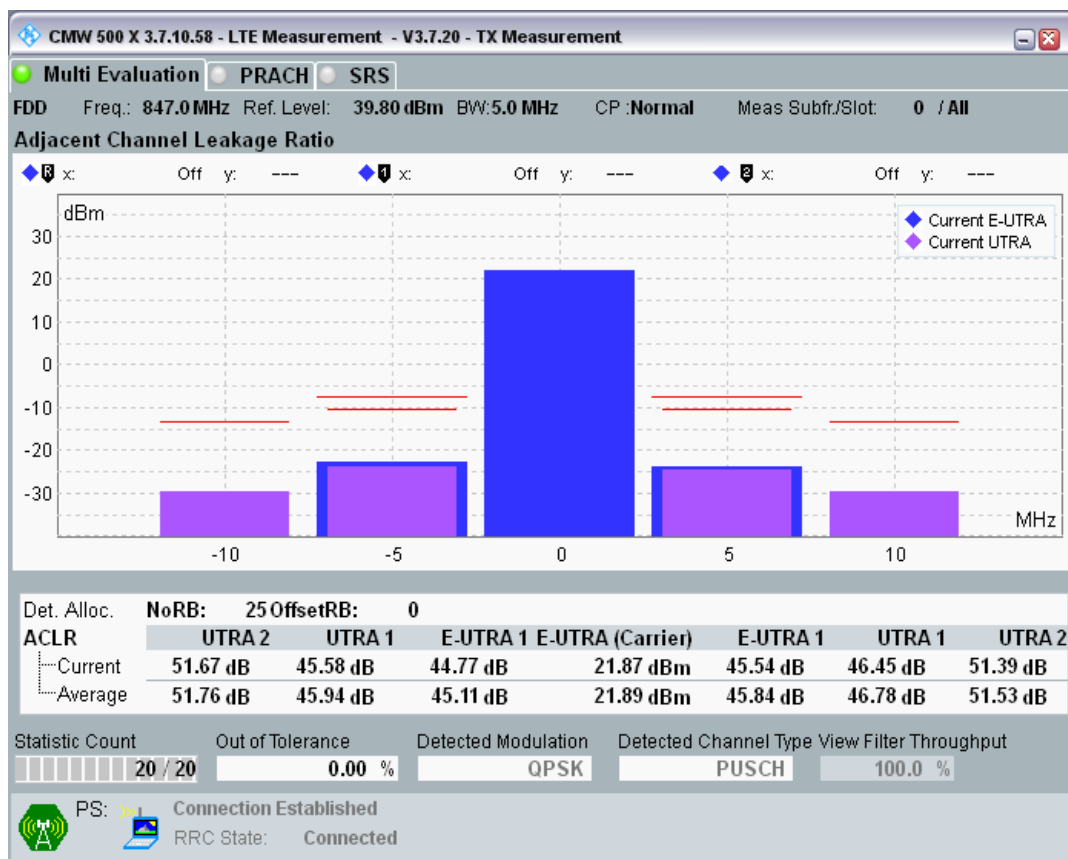 CMW 500 X 3.7.10.58 - LTE Measurement - V3.7.20 - TX Measurement
Multi Evaluation PRACH SRS
FDD Freq.: 847.0 MHz Ref. Level: 39.80 dBm BW:5.0 MHz CP :Normal Meas Subfr./Slot: 0 / All
Adjacent Channel Leakage Ratio
R x: Off y: --- 1 x: Off y: --- 2 x: Off y: ---
dBm
Current E-UTRA
Current UTRA
30
20
10
0
-10
-20
-30
MHz
-10 -5 0 5 10
Det. Alloc. NoRB: 25 OffsetRB: 0
ACLR UTRA 2 UTRA 1 E-UTRA 1 E-UTRA (Carrier) E-UTRA 1 UTRA 1 UTRA 2
Current 51.67 dB 45.58 dB 44.77 dB 21.87 dBm 45.54 dB 46.45 dB 51.39 dB
Average 51.76 dB 45.94 dB 45.11 dB 21.89 dBm 45.84 dB 46.78 dB 51.53 dB
Statistic Count Out of Tolerance Detected Modulation Detected Channel Type View Filter Throughput
20 / 20 0.00 % QPSK PUSCH 100.0 %
PS: Connection Established
RRC State: Connected